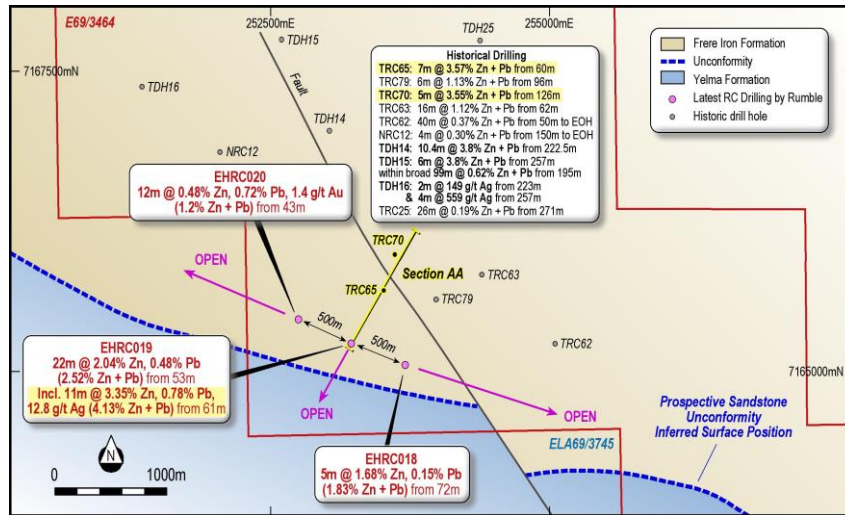 E69/3464
252500mE
255000mE
TDH15
TDH25
7167500mN
TDH16
Fault
TDH14
NRC12
Historical Drilling
TRC65: 7m @ 3.57% Zn + Pb from 60m
TRC79: 6m @ 1.13% Zn + Pb from 96m
TRC70: 5m @ 3.55% Zn + Pb from 126m
TRC63: 16m @ 1.12% Zn + Pb from 62m
TRC62: 40m @ 0.37% Zn + Pb from 50m to EOH
NRC12: 4m @ 0.30% Zn + Pb from 150m to EOH
TDH14: 10.4m @ 3.8% Zn + Pb from 222.5m
TDH15: 6m @ 3.8% Zn + Pb from 257m
within broad 99m @ 0.62% Zn + Pb from 195m
TDH16: 2m @ 149 g/t Ag from 223m
& 4m @ 559 g/t Ag from 257m
TRC25: 26m @ 0.19% Zn + Pb from 271m
Frere Iron Formation
Unconformity
Yelma Formation
Latest RC Drilling by Rumble
Historic drill hole
EHRC020
12m @ 0.48% Zn, 0.72% Pb, 1.4 g/t Au
(1.2% Zn + Pb) from 43m
TRC70
Section AA
TRC65
TRC63
TRC79
TRC62
OPEN
500m
500m
EHRC019
22m @ 2.04% Zn, 0.48% Pb
(2.52% Zn + Pb) from 53m
Incl. 11m @ 3.35% Zn, 0.78% Pb,
12.8 g/t Ag (4.13% Zn + Pb) from 61m
OPEN
OPEN
7165000mN
Prospective Sandstone
Unconformity
Inferred Surface Position
ELA69/3745
EHRC018
5m @ 1.68% Zn, 0.15% Pb
(1.83% Zn + Pb) from 72m
N
0
1000m